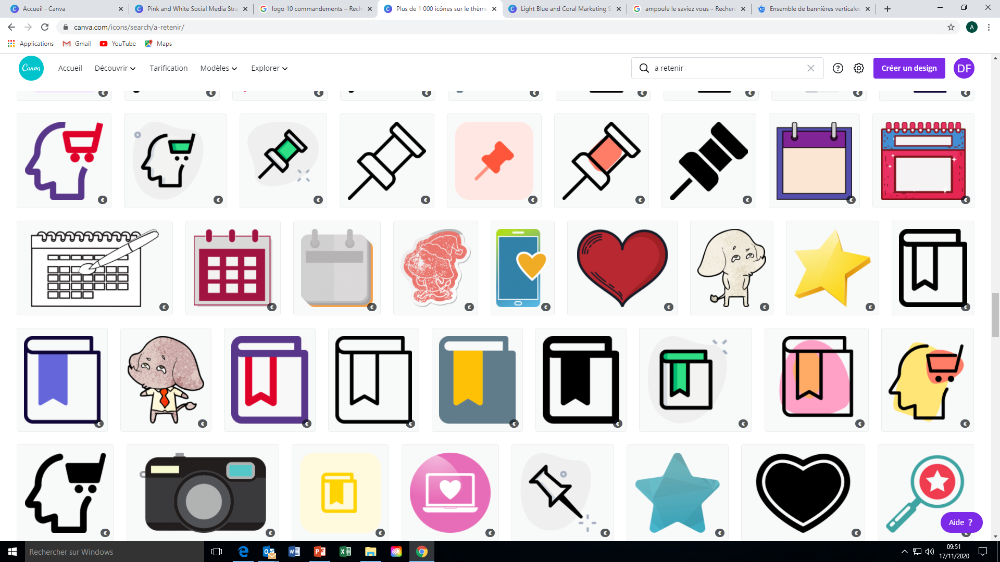 Accueil - Canva
Pink and White Social Media Stra
logo 10 commandements – Rech
Plus de 1 000 icônes sur le thème
Light Blue and Coral Marketing S
ampoule le saviez vous – Recherc
Ensemble de bannières verticales
canva.com/icons/search/a-retenir/
A
Applications
Gmail
YouTube
Maps
Canva
Accueil
Découvrir
Tarification
Modèles
Explorer
a retenir
Créer un design
DF
Aide ?
Rechercher sur Windows
09:51
17/11/2020